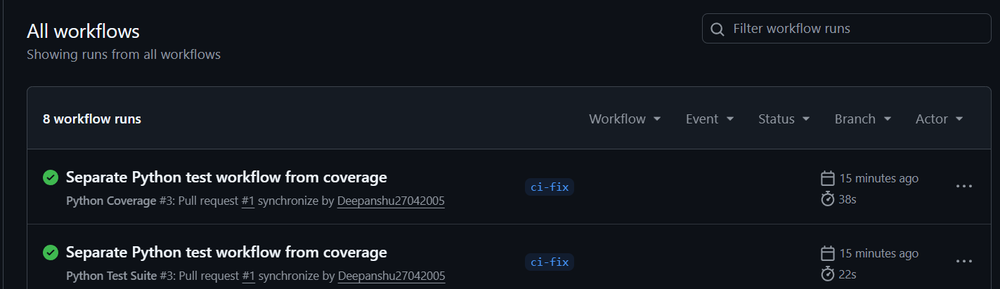 All workflows
Filter workflow runs
Showing runs from all workflows
8 workflow runs
Workflow Event Status Branch Actor
Separate Python test workflow from coverage
Python Coverage #3: Pull request #1 synchronize by Deepanshu27042005
ci-fix
15 minutes ago
38s
Separate Python test workflow from coverage
Python Test Suite #3: Pull request #1 synchronize by Deepanshu27042005
ci-fix
15 minutes ago
22s